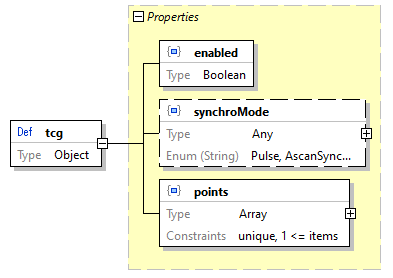 Properties
enabled
Type Boolean
synchroMode
Type Any
Enum (String) Pulse, AscanSync...
Def tcg
Type Object
points
Type Array
Constraints unique, 1 <= items